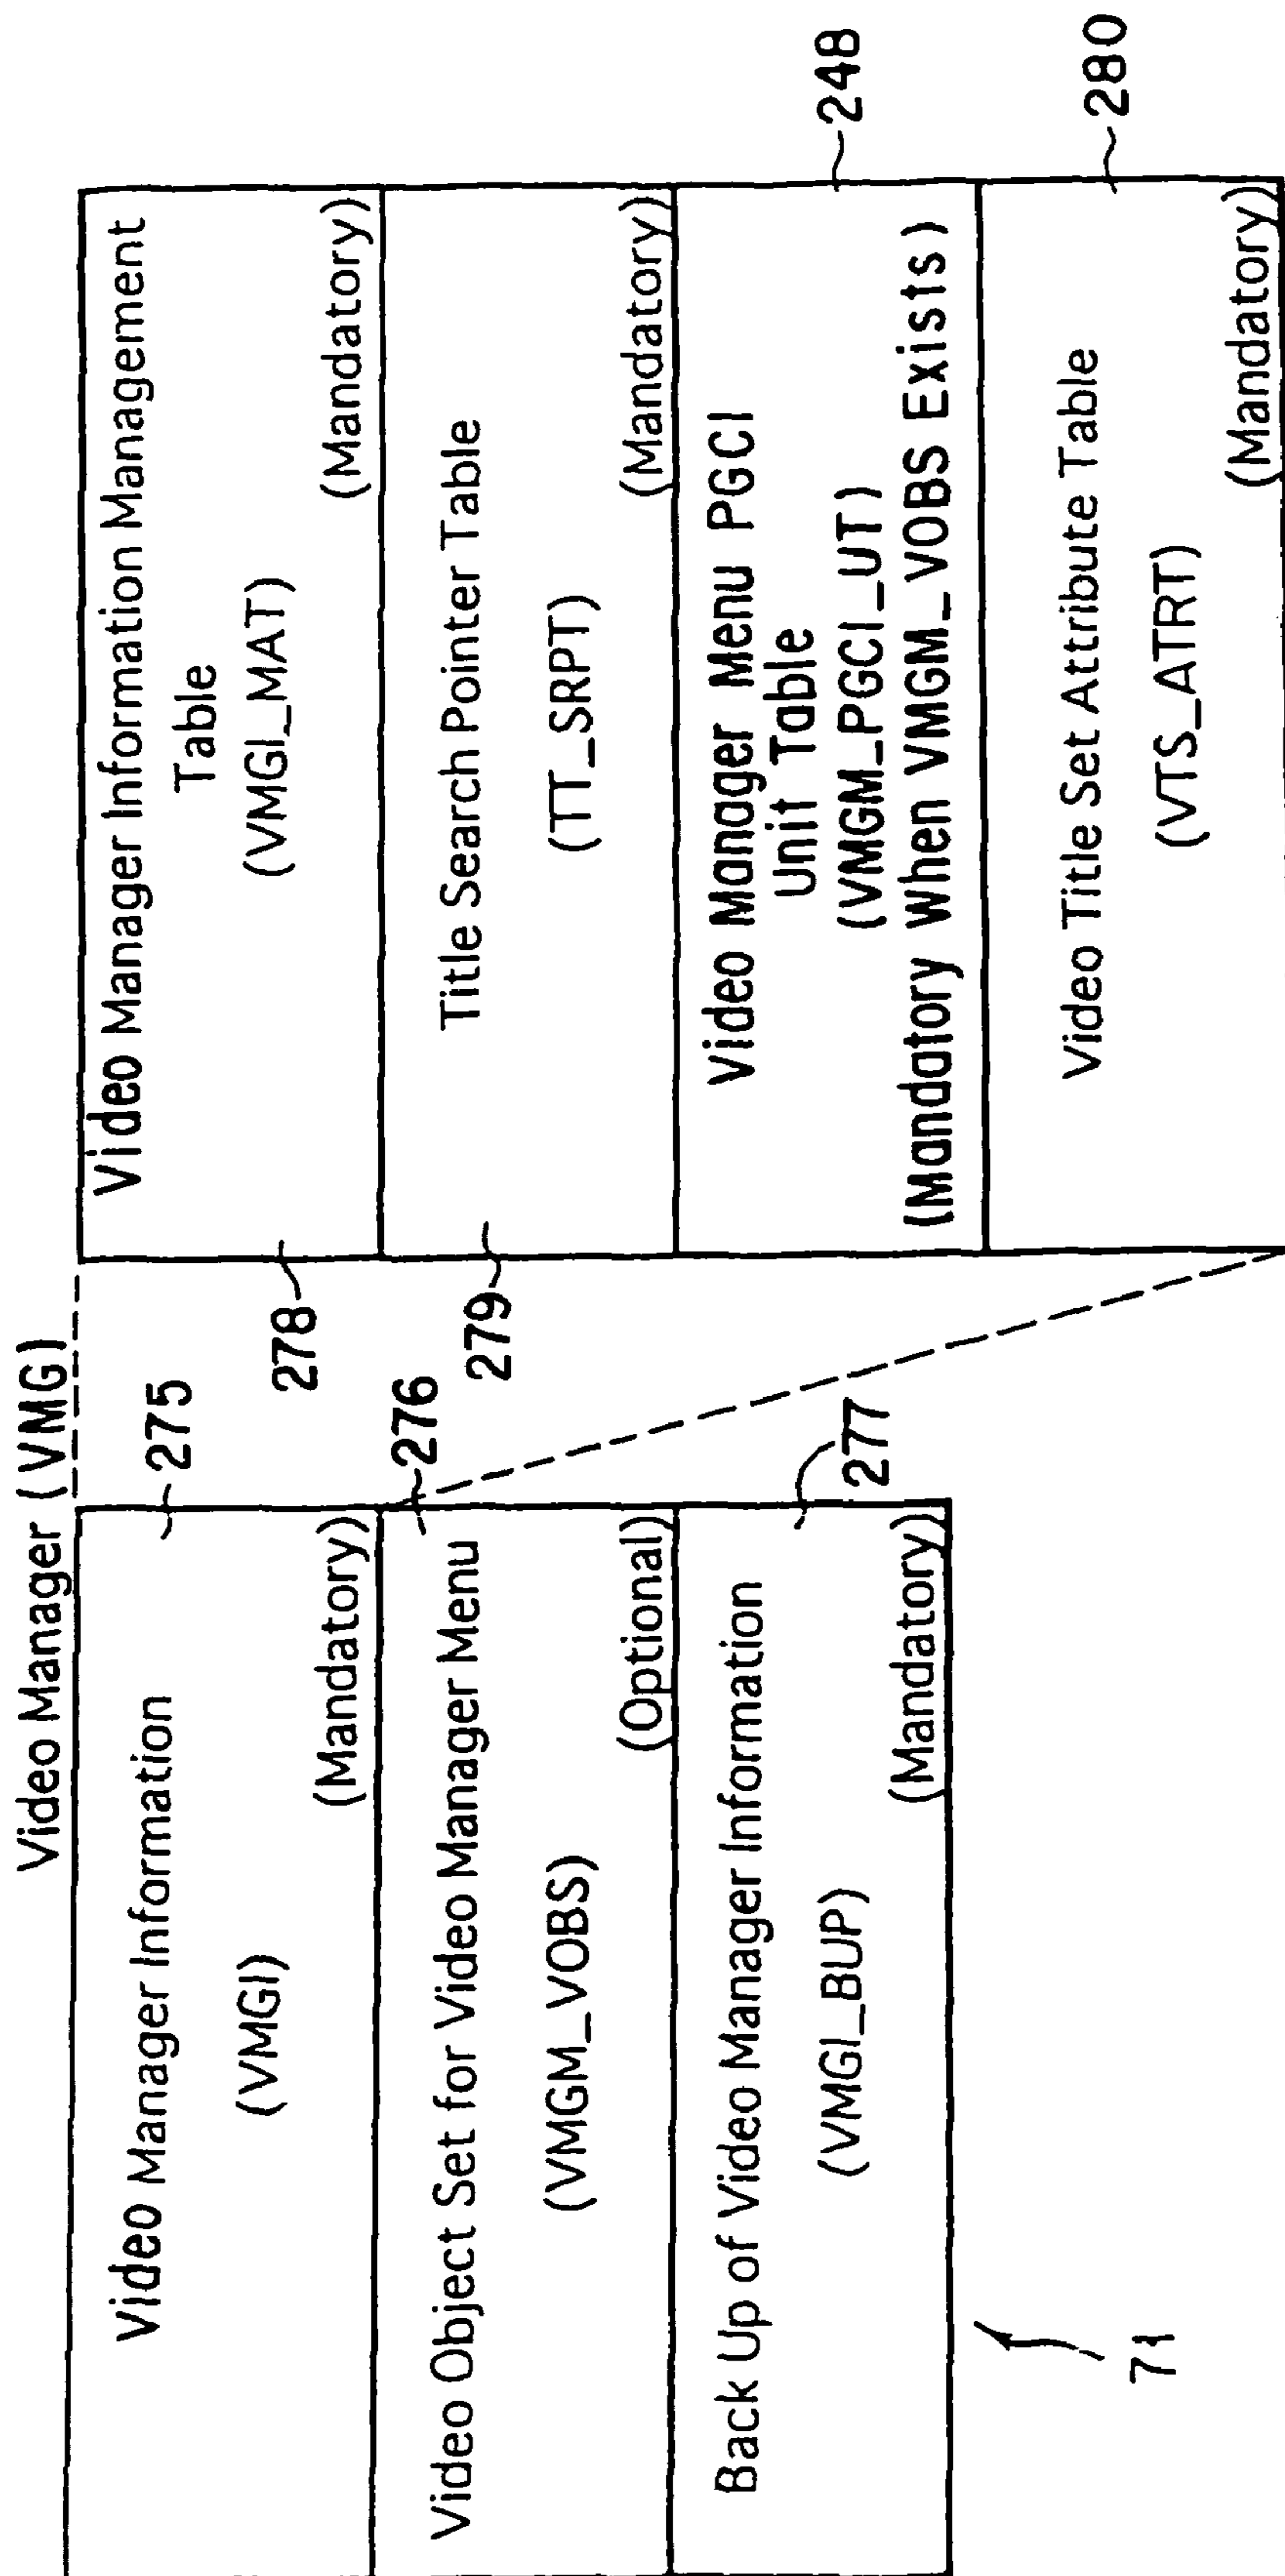 Video Manager (VMG)
Video Manager Information
(VMGI)
(Mandatory)
275
Video Object Set for Video Manager Menu
(VMGM_VOBS)
(Optional)
276
Back Up of Video Manager Information
(VMGI_BUP)
(Mandatory)
277
71
Video Manager Information Management
Table
(VMGI_MAT)
(Mandatory)
278
Title Search Pointer Table
(TT_SRPT)
(Mandatory)
279
Video Manager Menu PGCI
Unit Table
(VMGM_PGCI_UT)
(Mandatory When VMGM_VOBS Exists)
248
Video Title Set Attribute Table
(VTS_ATRT)
(Mandatory)
280